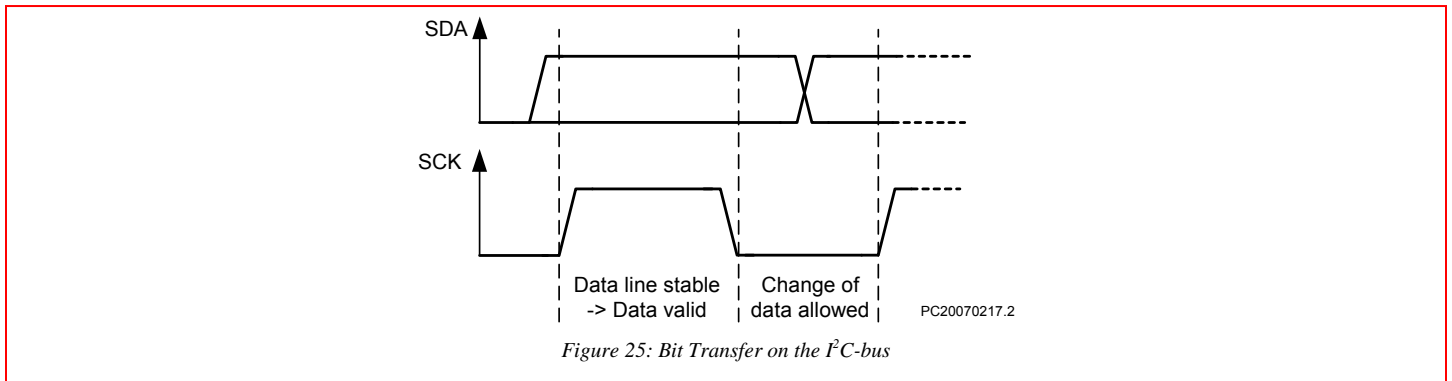 SDA
SCK
Data line stable
-> Data valid
Change of
data allowed
PC20070217.2
Figure 25: Bit Transfer on the I²C-bus